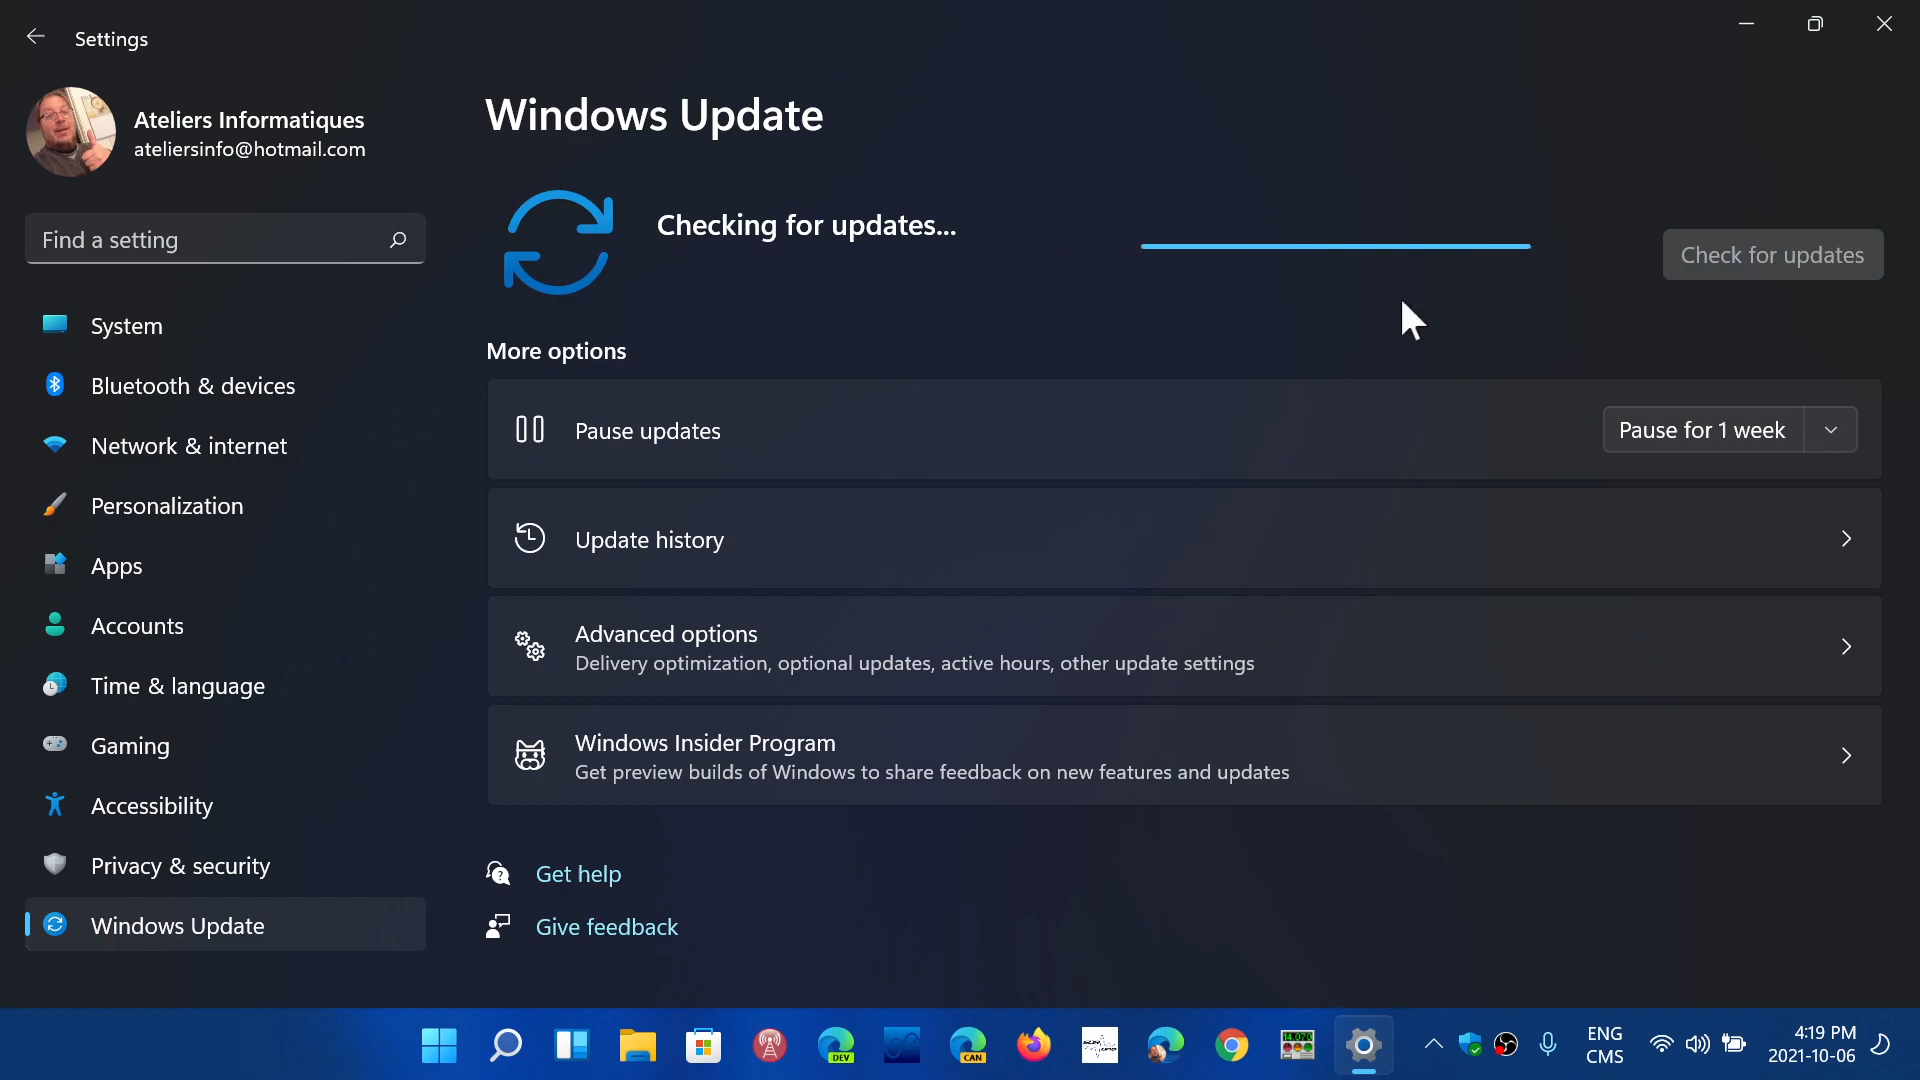 Settings
Ateliers Informatiques
ateliersinfo@hotmail.com
Find a setting
System
Bluetooth & devices
Network & internet
Personalization
Apps
Accounts
Time & language
Gaming
Accessibility
Privacy & security
Windows Update
Windows Update
Checking for updates...
Check for updates
More options
Pause updates
Pause for 1 week
Update history
Advanced options
Delivery optimization, optional updates, active hours, other update settings
Windows Insider Program
Get preview builds of Windows to share feedback on new features and updates
Get help
Give feedback
DEV
CAN
ENG
CMS
4:19 PM
2021-10-06